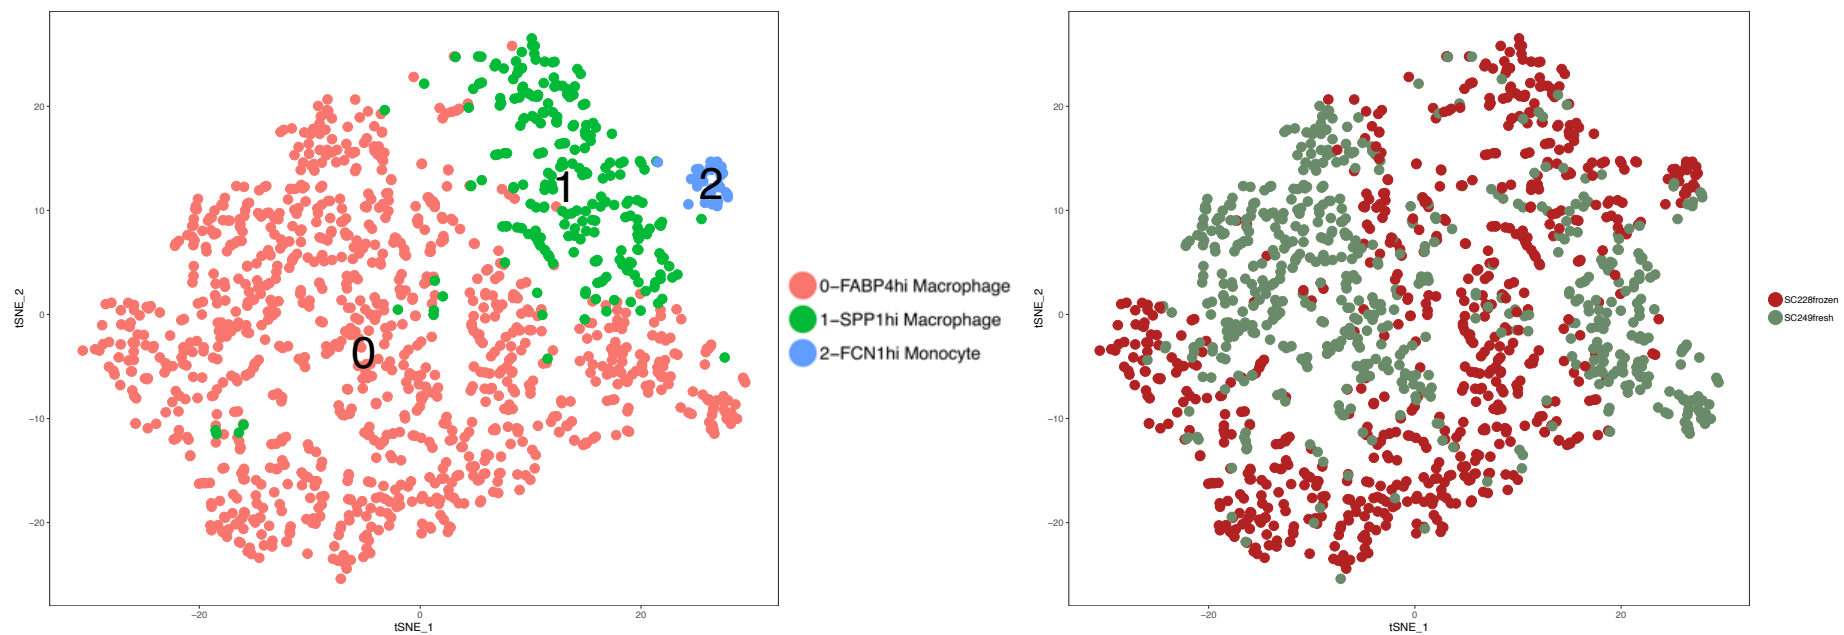 20
10
0
−10
−20
tSNE_2
−20
0
20
tSNE_1
0
1
2
0−FABP4hi Macrophage
1−SPP1hi Macrophage
2−FCN1hi Monocyte
20
10
0
−10
−20
tSNE_2
−20
0
20
tSNE_1
SC228frozen
SC249fresh